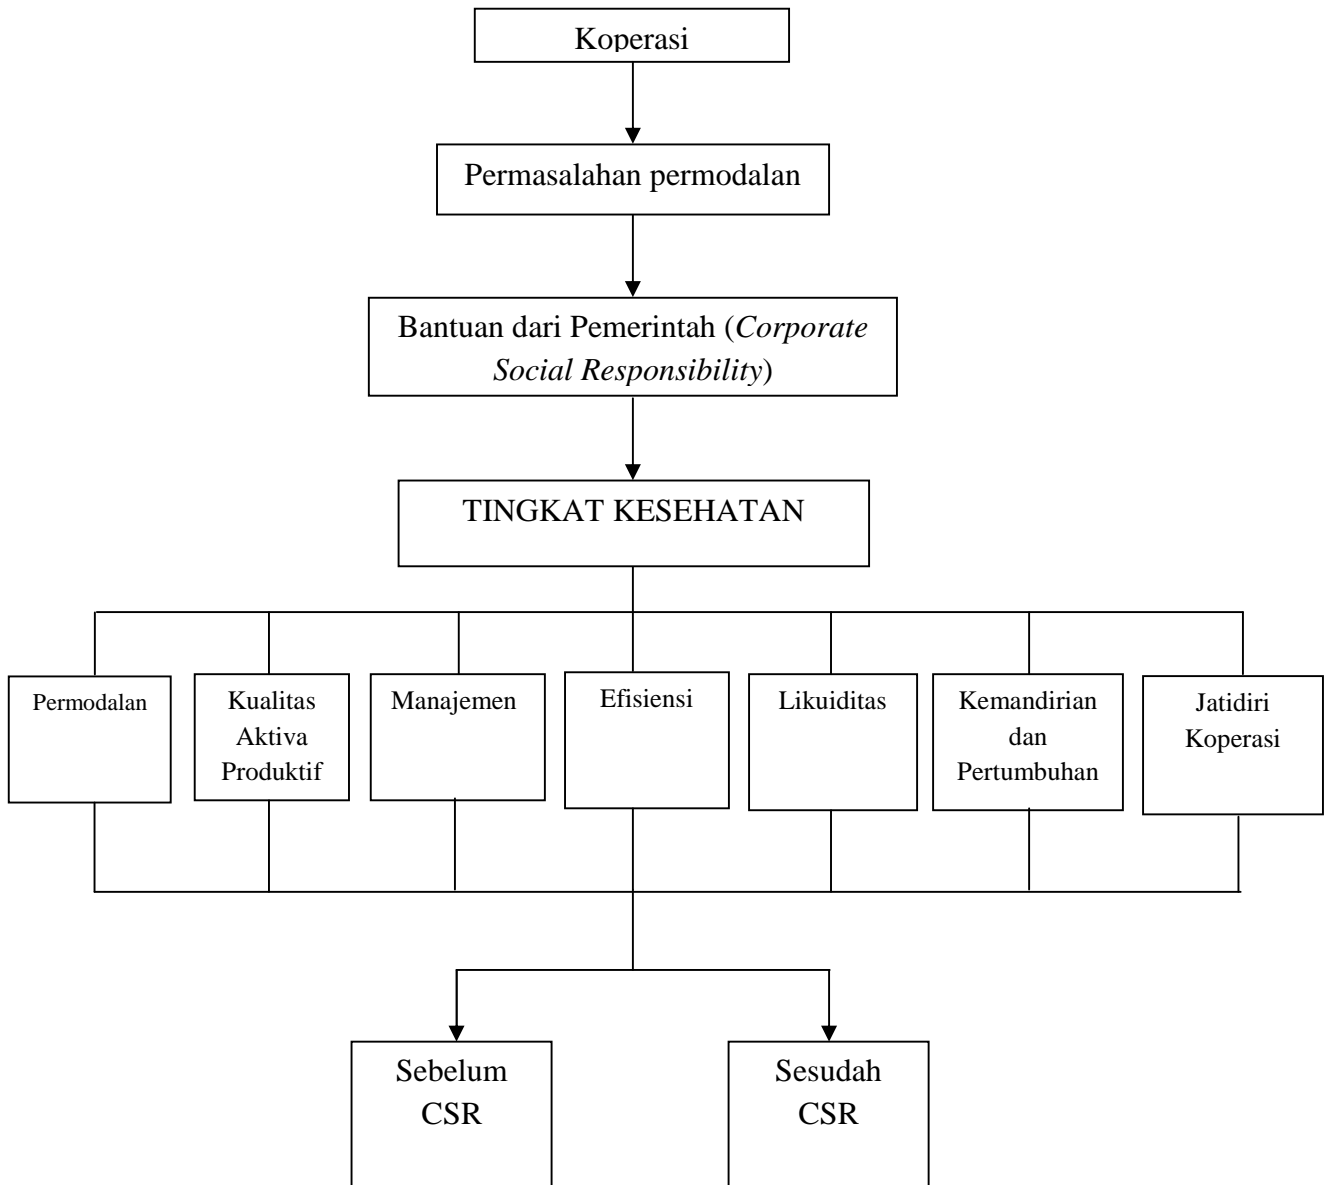 Koperasi
Permasalahan permodalan
Bantuan dari Pemerintah (Corporate
Social Responsibility)
TINGKAT KESEHATAN
Permodalan
Kualitas
Aktiva
Produktif
Manajemen
Efisiensi
Likuiditas
Kemandirian
dan
Pertumbuhan
Jatidiri
Koperasi
Sebelum
CSR
Sesudah
CSR